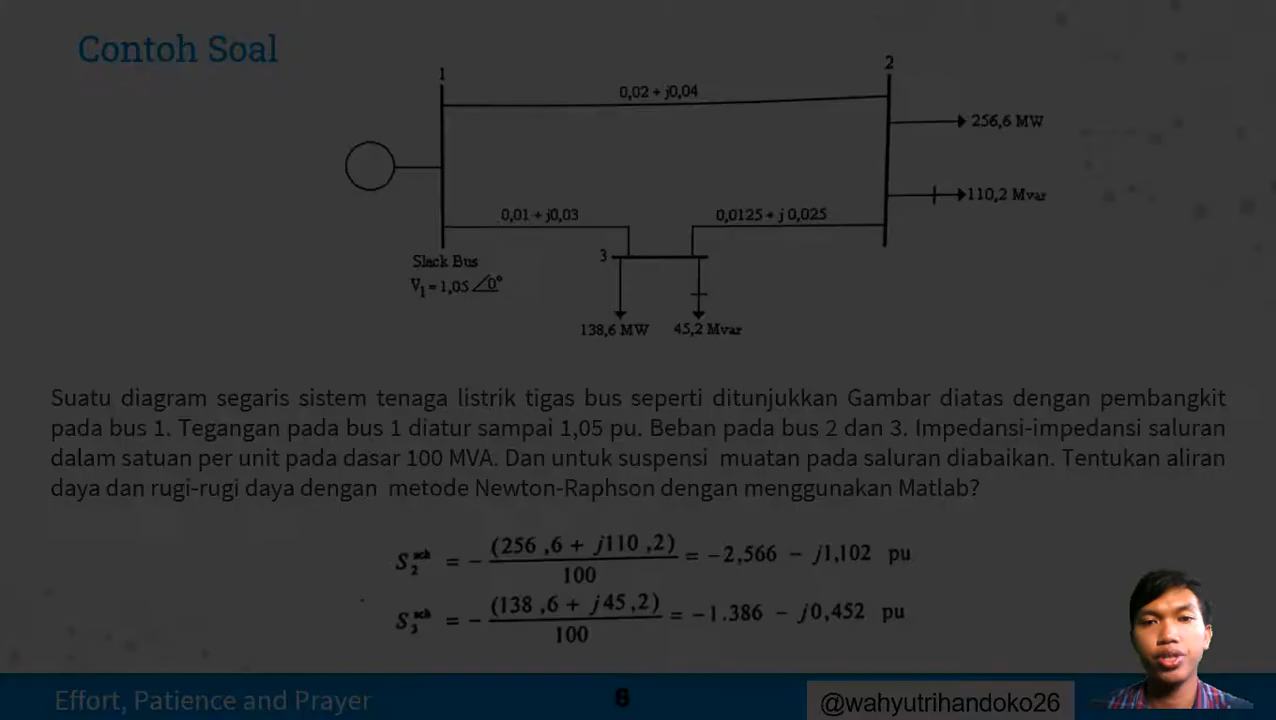 Contoh Soal
1
2
0,02 + j0,04
256,6 MW
110,2 Mvar
0,01 + j0,03
0,0125 + j 0,025
3
Slack Bus
V₁ = 1,05 ∠0°
138,6 MW
45,2 Mvar
Suatu diagram segaris sistem tenaga listrik tigas bus seperti ditunjukkan Gambar diatas dengan pembangkit
pada bus 1. Tegangan pada bus 1 diatur sampai 1,05 pu. Beban pada bus 2 dan 3. Impedansi-impedansi saluran
dalam satuan per unit pada dasar 100 MVA. Dan untuk suspensi muatan pada saluran diabaikan. Tentukan aliran
daya dan rugi-rugi daya dengan metode Newton-Raphson dengan menggunakan Matlab?
S₂ˢᶜʰ = − (256 ,6 + j110 ,2) / 100 = −2,566 − j1,102 pu
S₃ˢᶜʰ = − (138 ,6 + j45 ,2) / 100 = −1.386 − j0,452 pu
Effort, Patience and Prayer
6
@wahyutrihandoko26